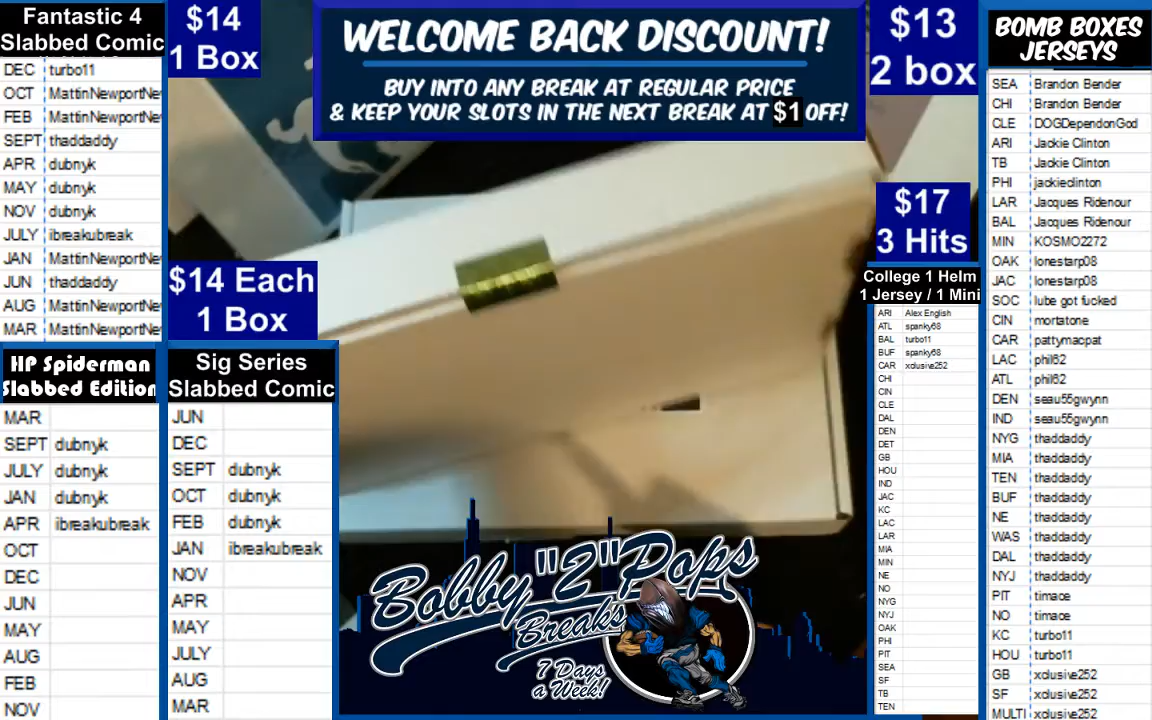 Fantastic 4
Slabbed Comic
DEC turbo11
OCT MattinNewportNe
FEB MattinNewportNe
SEPT thaddaddy
APR dubnyk
MAY dubnyk
NOV dubnyk
JULY ibreakubreak
JAN MattinNewportNe
JUN thaddaddy
AUG MattinNewportNe
MAR MattinNewportNe
$14
1 Box
WELCOME BACK DISCOUNT!
BUY INTO ANY BREAK AT REGULAR PRICE
& KEEP YOUR SLOTS IN THE NEXT BREAK AT $1 OFF!
$13
2 box
$14 Each
1 Box
$17
3 Hits
HP Spiderman
Slabbed Edition
MAR
SEPT dubnyk
JULY dubnyk
JAN dubnyk
APR ibreakubreak
OCT
DEC
JUN
MAY
AUG
FEB
NOV
Sig Series
Slabbed Comic
JUN
DEC
SEPT dubnyk
OCT dubnyk
FEB dubnyk
JAN ibreakubreak
NOV
APR
MAY
JULY
AUG
MAR
Bobby "2" Pops
Breaks
7 Days
a Week!
College 1 Helm
1 Jersey / 1 Mini
ARI Alex English
ATL spanky68
BAL turbo11
BUF spanky68
CAR xclusive252
CHI
CIN
CLE
DAL
DEN
DET
GB
HOU
IND
JAC
KC
LAC
LAR
MIA
MIN
NE
NO
NYG
NYJ
OAK
PHI
PIT
SEA
SF
TB
TEN
BOMB BOXES
JERSEYS
SEA Brandon Bender
CHI Brandon Bender
CLE DOGDependonGod
ARI Jackie Clinton
TB Jackie Clinton
PHI jackieclinton
LAR Jacques Ridenour
BAL Jacques Ridenour
MIN KOSMO2272
OAK lonestarp08
JAC lonestarp08
SOC lube got fucked
CIN mortatone
CAR pattymacpat
LAC phil62
ATL phil62
DEN seau55gwynn
IND seau55gwynn
NYG thaddaddy
MIA thaddaddy
TEN thaddaddy
BUF thaddaddy
NE thaddaddy
WAS thaddaddy
DAL thaddaddy
NYJ thaddaddy
PIT timace
NO timace
KC turbo11
HOU turbo11
GB xclusive252
SF xclusive252
MULTI xclusive252